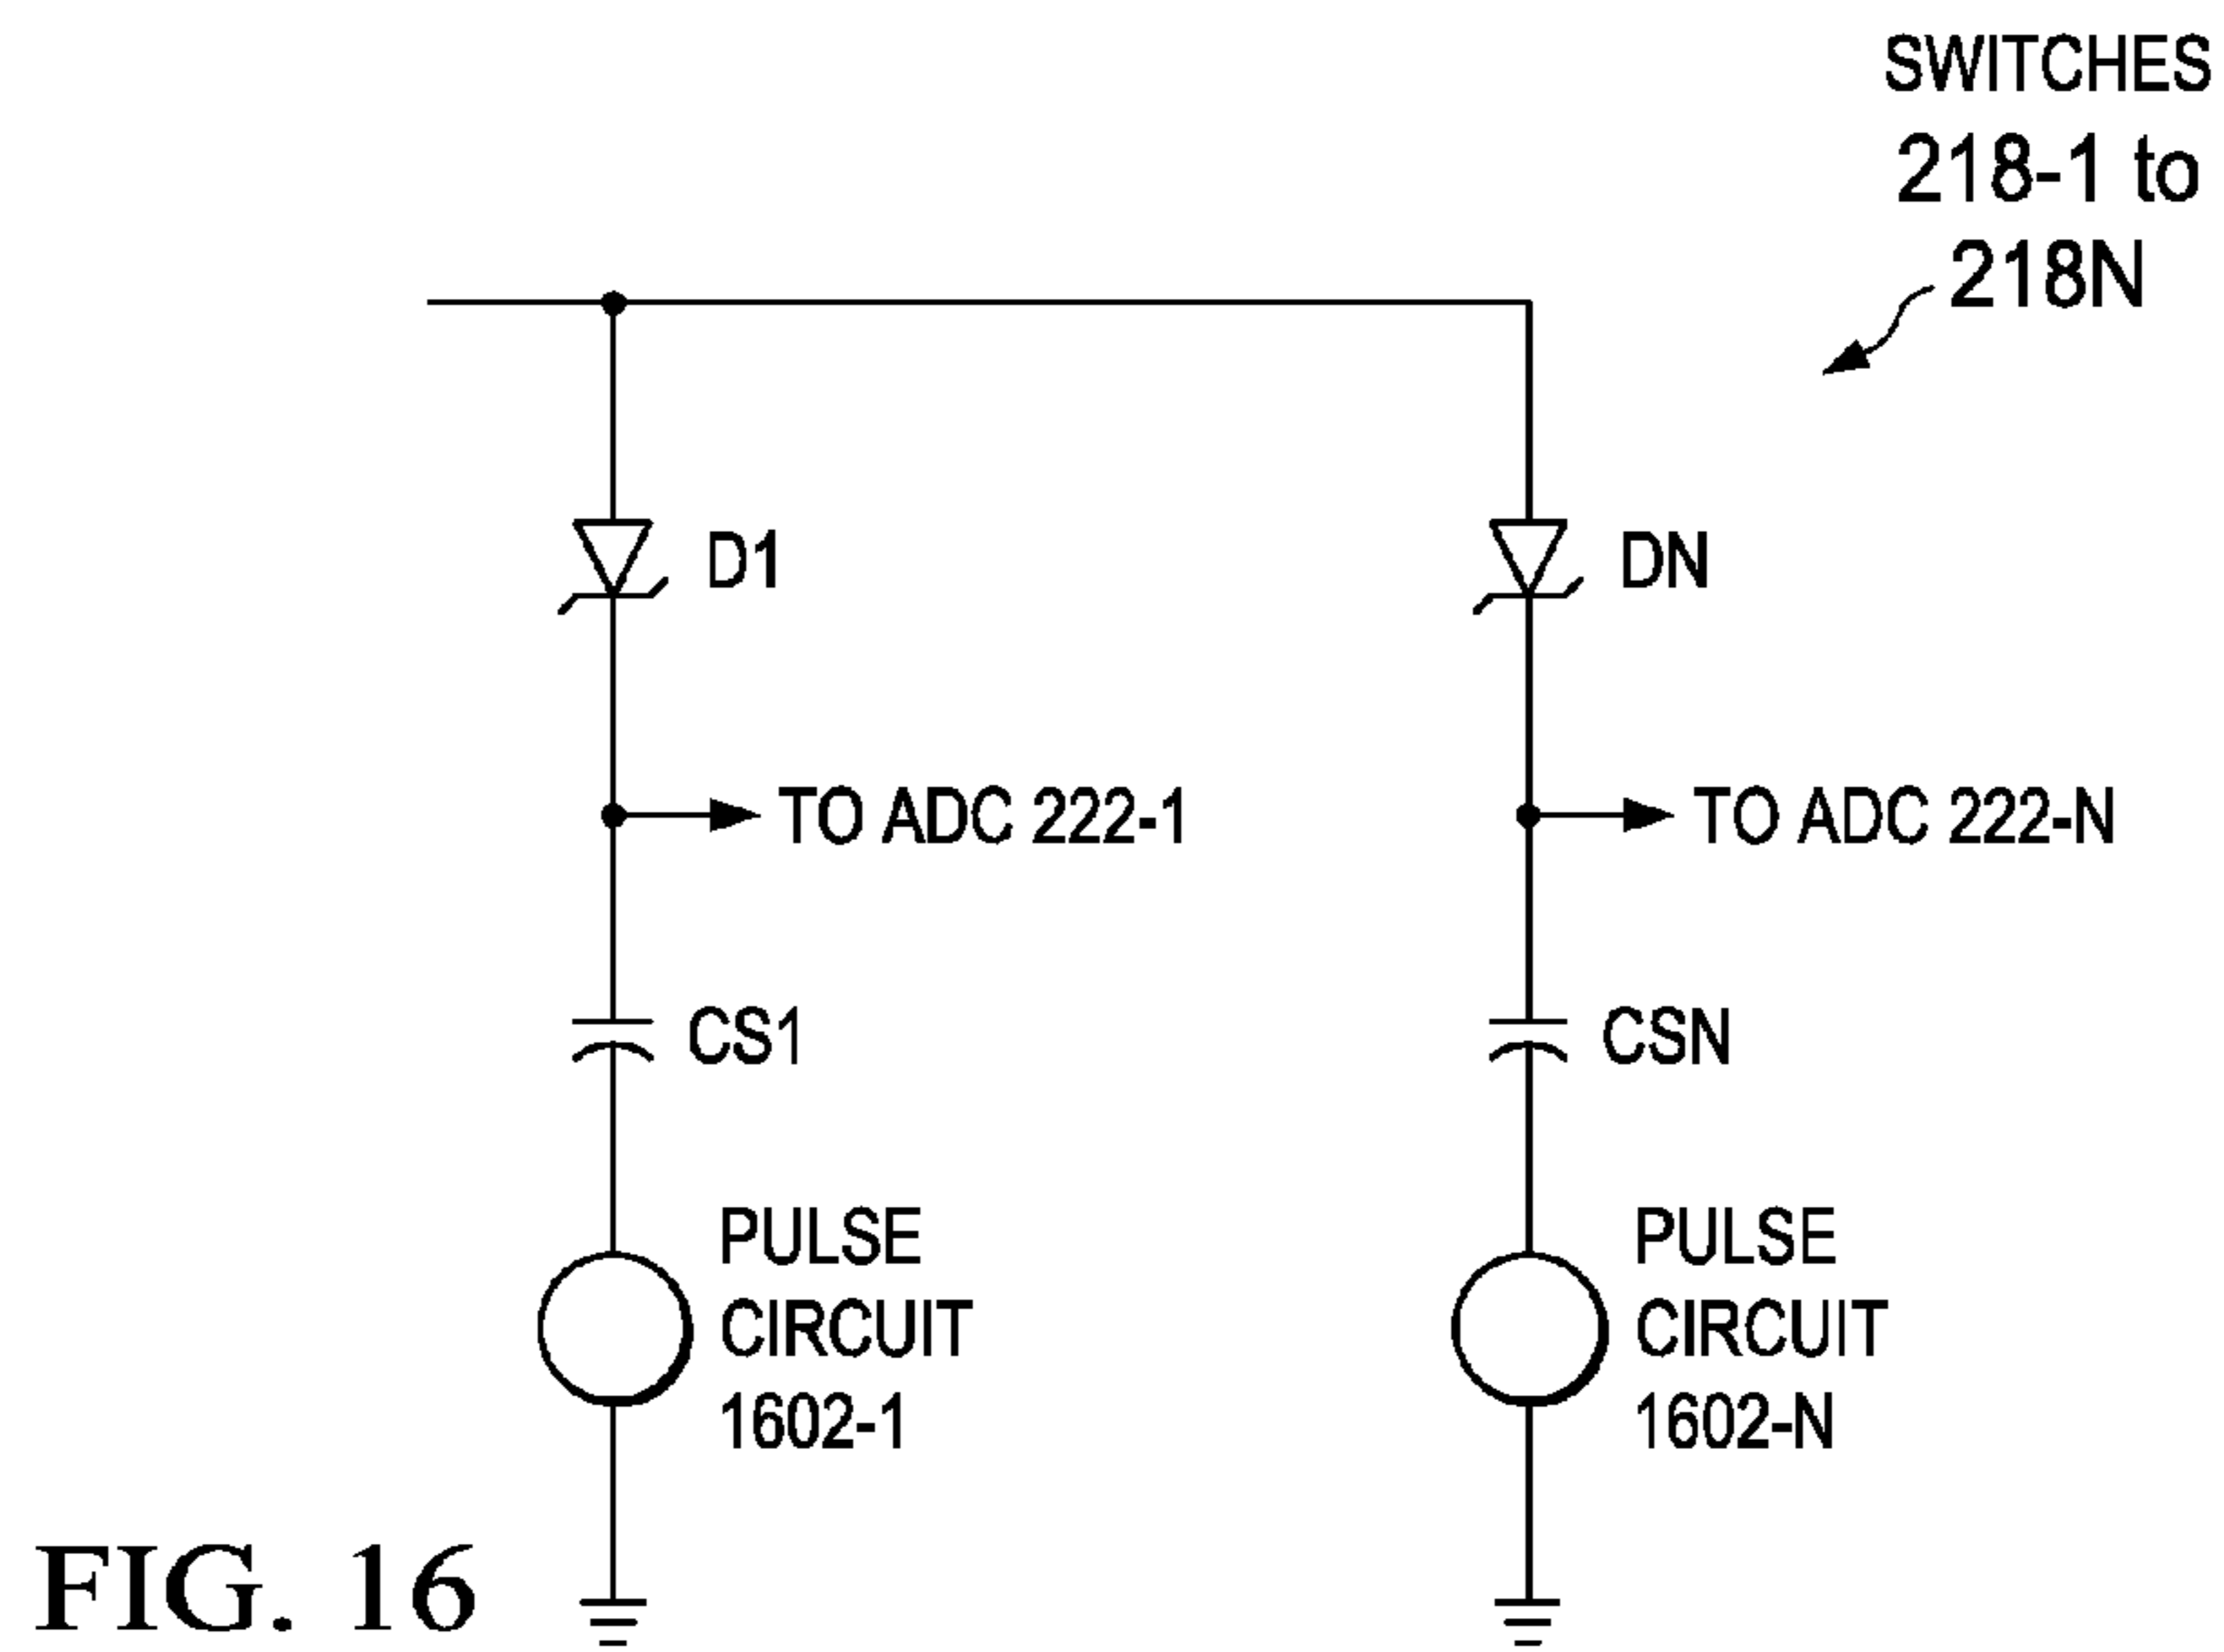 SWITCHES
218-1 to
218N
D1
DN
TO ADC 222-1
TO ADC 222-N
CS1
CSN
PULSE
CIRCUIT
1602-1
PULSE
CIRCUIT
1602-N
FIG. 16